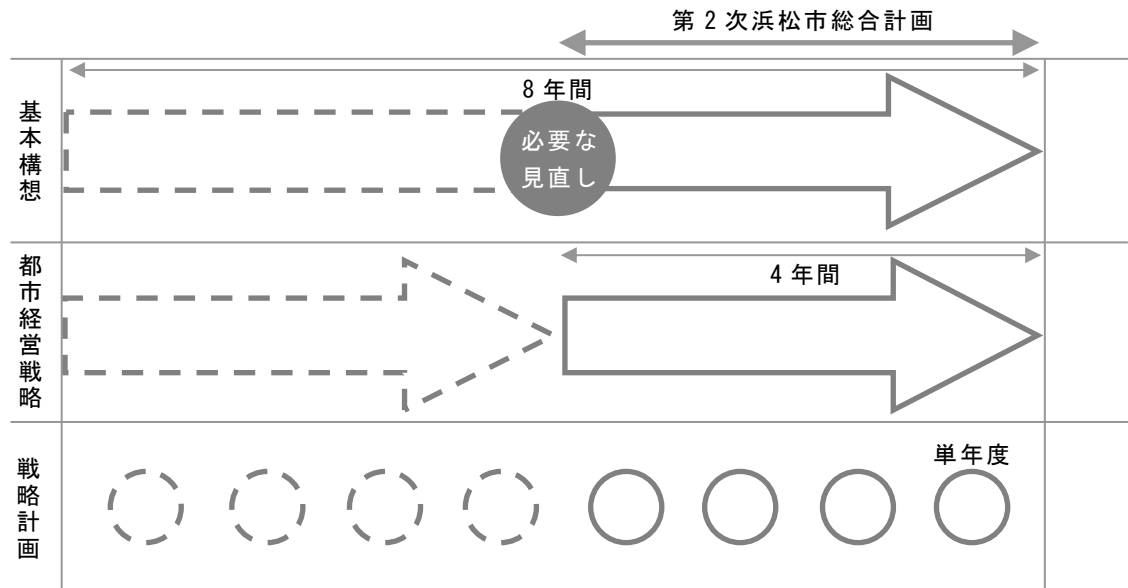 第2次浜松市総合計画
8年間
基本構想
必要な
見直し
都市経営戦略
4年間
戦略計画
単年度